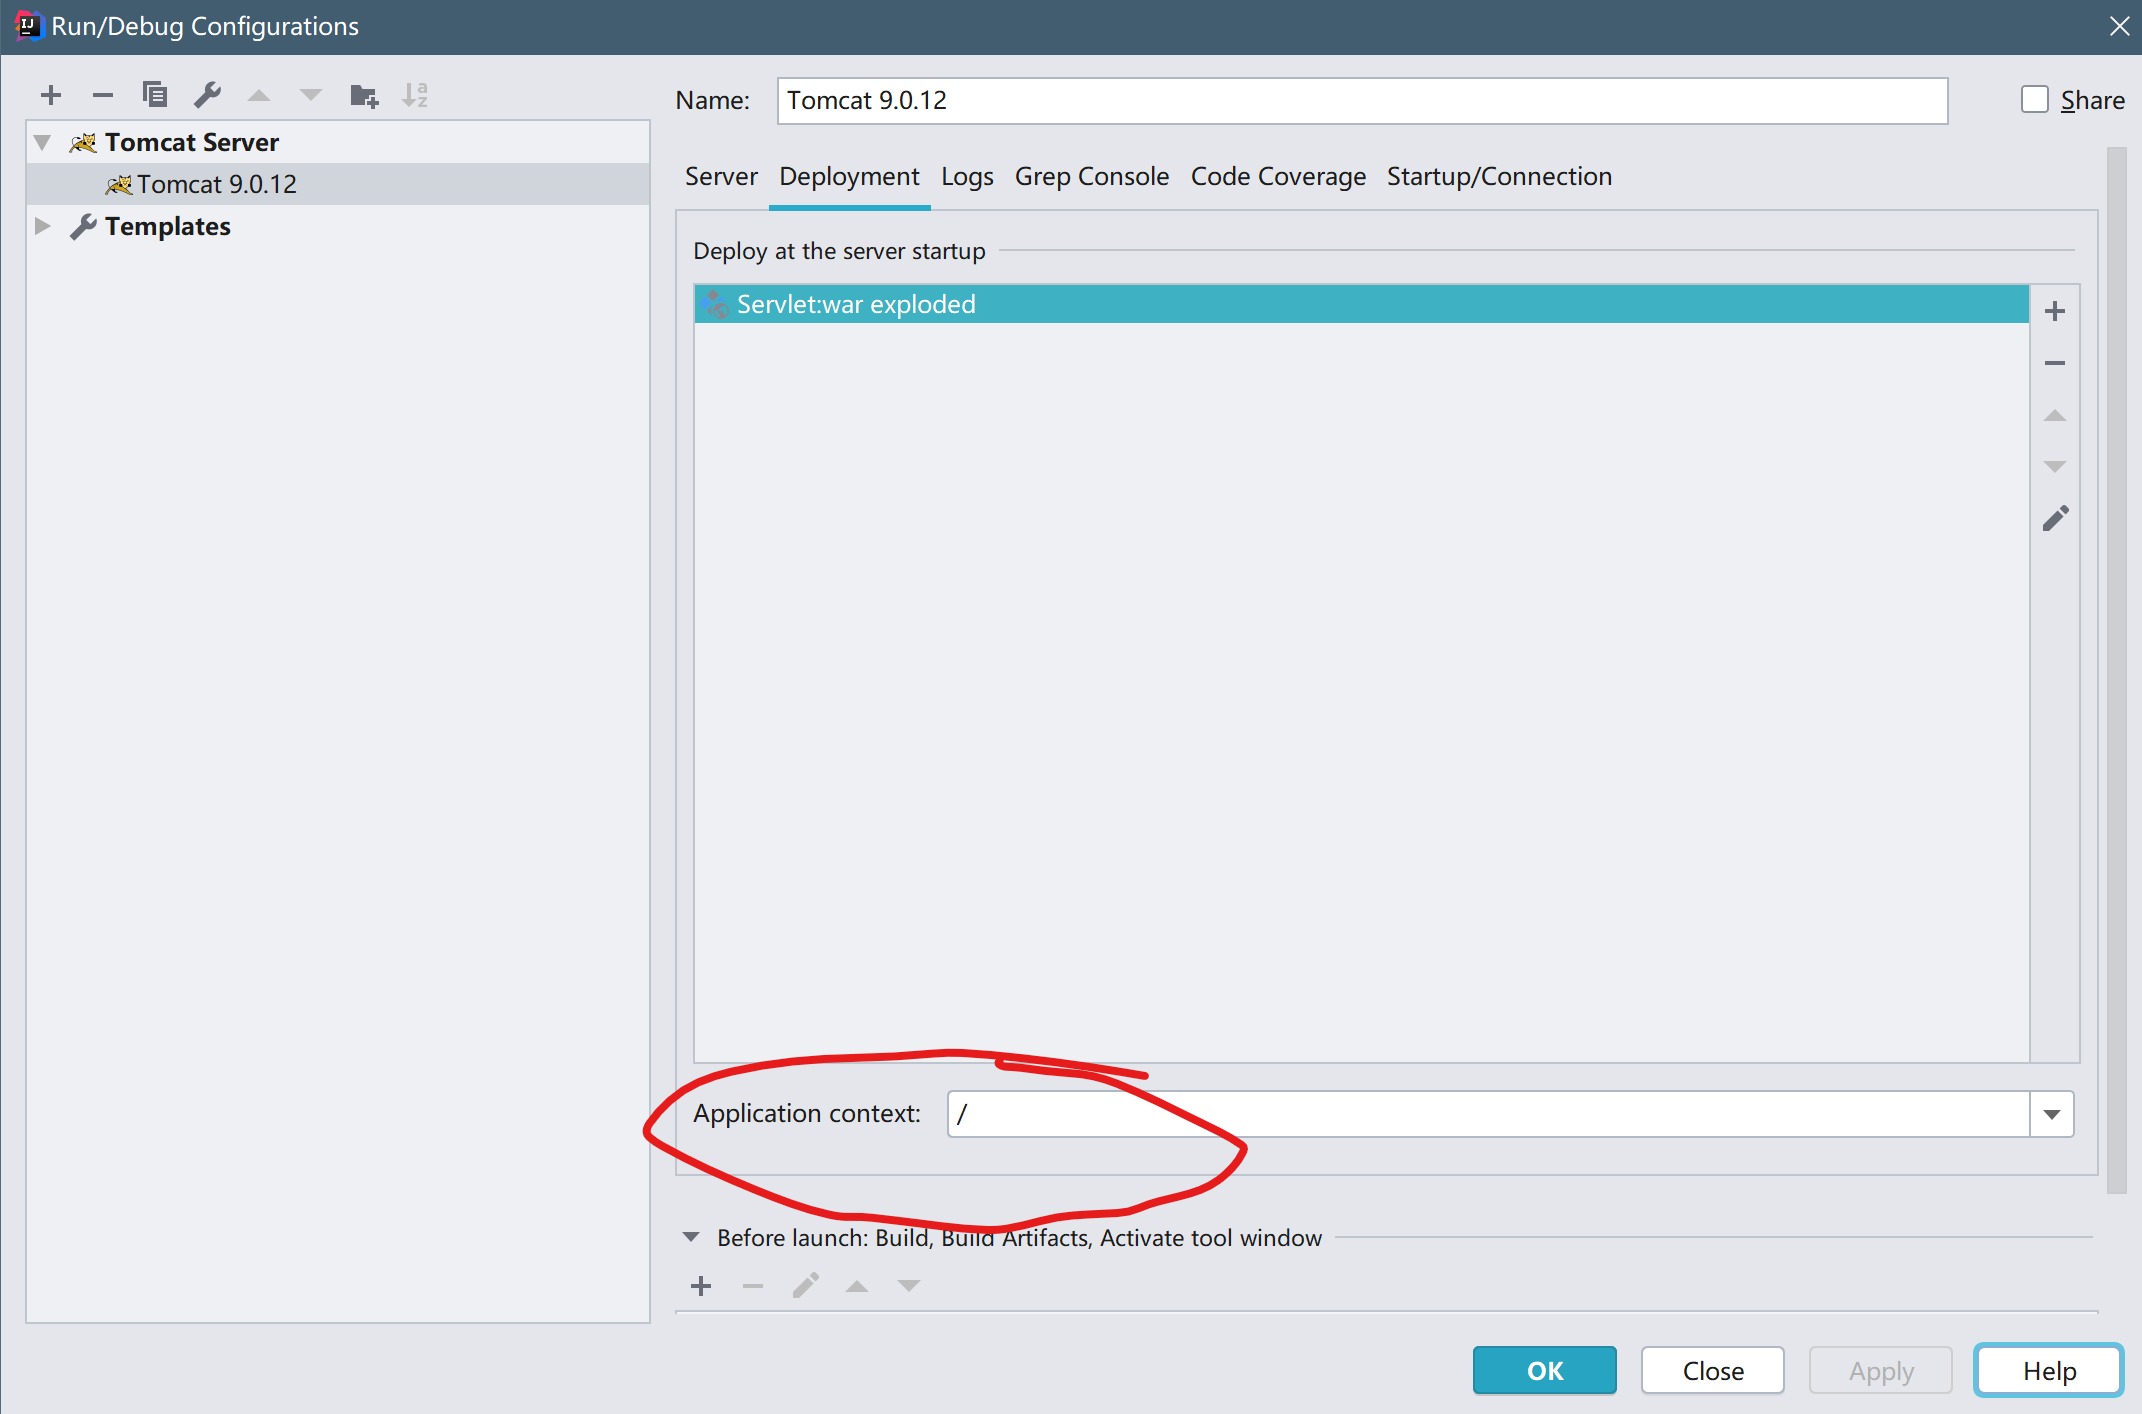 Run/Debug Configurations
Name: Tomcat 9.0.12 Share
Tomcat Server
Tomcat 9.0.12
Templates
Server Deployment Logs Grep Console Code Coverage Startup/Connection
Deploy at the server startup
Servlet:war exploded
Application context: /
Before launch: Build, Build Artifacts, Activate tool window
OK Close Apply Help